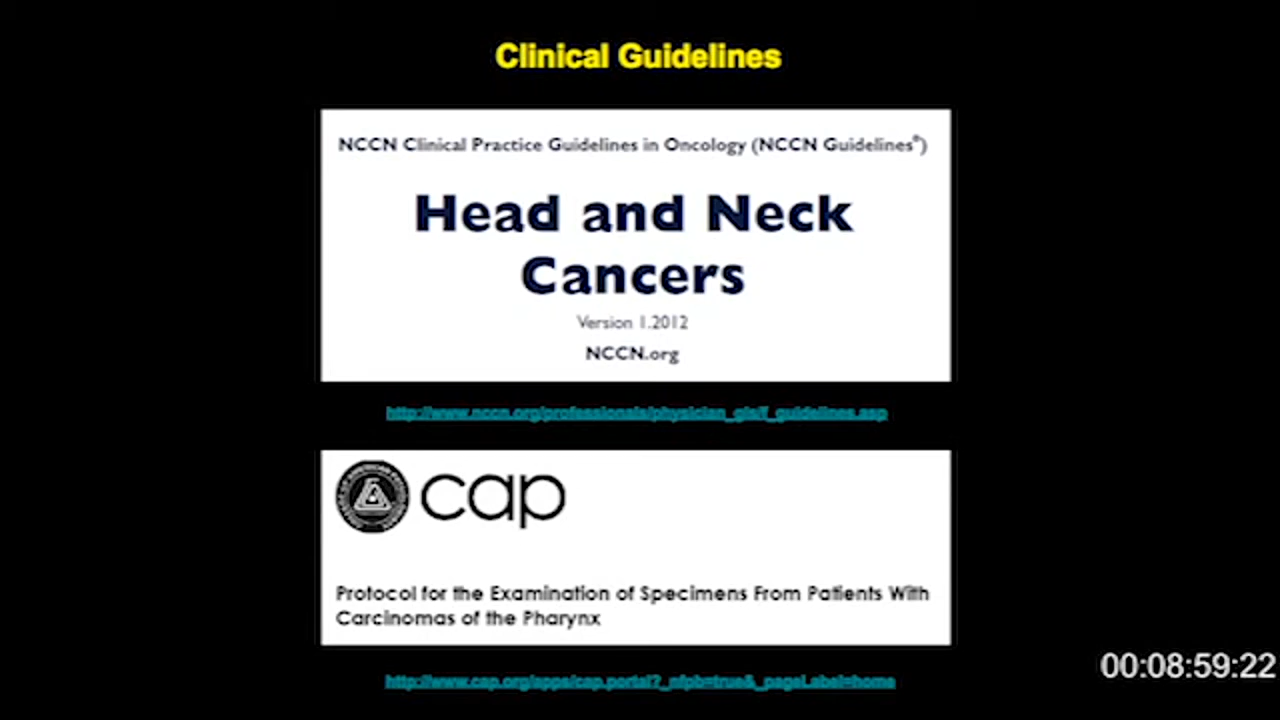 Clinical Guidelines
NCCN Clinical Practice Guidelines in Oncology (NCCN Guidelines®)
Head and Neck
Cancers
Version 1.2012
NCCN.org
http://www.nccn.org/professionals/physician_gls/f_guidelines.asp
cap
Protocol for the Examination of Specimens From Patients With
Carcinomas of the Pharynx
http://www.cap.org/apps/cap.portal?_nfpb=true&_pageLabel=home
00:08:59:22